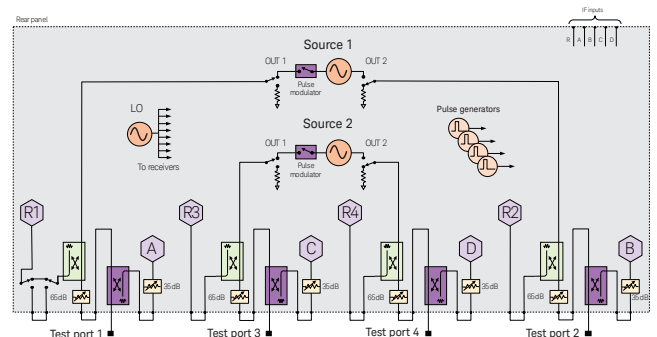 IF inputs
Rear panel
R A B C D
Source 1
OUT 1
OUT 2
Pulse
modulator
LO
To receivers
Source 2
OUT 1
OUT 2
Pulse
modulator
Pulse generators
R1
R3
R4
R2
A
C
D
B
65dB
35dB
65dB
35dB
65dB
35dB
65dB
35dB
Test port 1
Test port 3
Test port 4
Test port 2